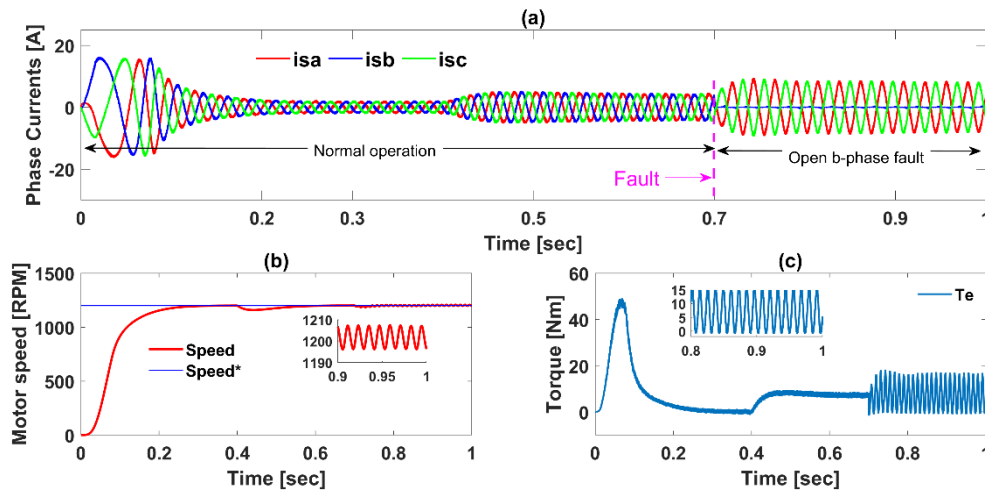 (a)
Phase Currents [A]
20
0
-20
isa isb isc
Normal operation
Open b-phase fault
Fault
0 0.2 0.3 0.5 0.7 0.9 1
Time [sec]
(b)
Motor speed [RPM]
1500
1000
500
0
Speed
Speed*
1210
1200
1190
0.9 0.95 1
0 0.2 0.4 0.6 0.8 1
Time [sec]
(c)
Torque [Nm]
60
40
20
0
Te
15
10
5
0
0.8 0.9 1
0 0.2 0.4 0.6 0.8 1
Time [sec]